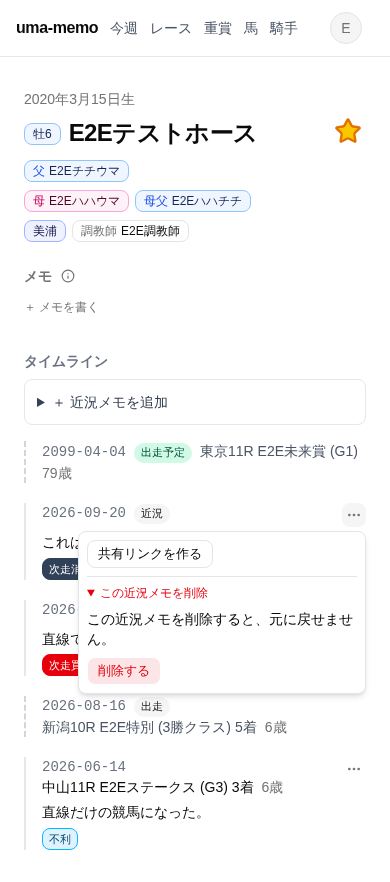 uma-memo 今週 レース 重賞 馬 騎手 E
2020年3月15日生
牡6 E2Eテストホース
父 E2Eチチウマ
母 E2Eハハウマ 母父 E2Eハハチチ
美浦 調教師 E2E調教師
メモ
＋ メモを書く
タイムライン
▶ ＋ 近況メモを追加
2099-04-04 出走予定 東京11R E2E未来賞 (G1)
79歳
2026-09-20 近況 …
これ
次走
共有リンクを作る
▼ この近況メモを削除
この近況メモを削除すると、元に戻せませ
ん。
削除する
2026-
直線
次走
2026-08-16 出走
新潟10R E2E特別 (3勝クラス) 5着 6歳
2026-06-14 …
中山11R E2Eステークス (G3) 3着 6歳
直線だけの競馬になった。
不利